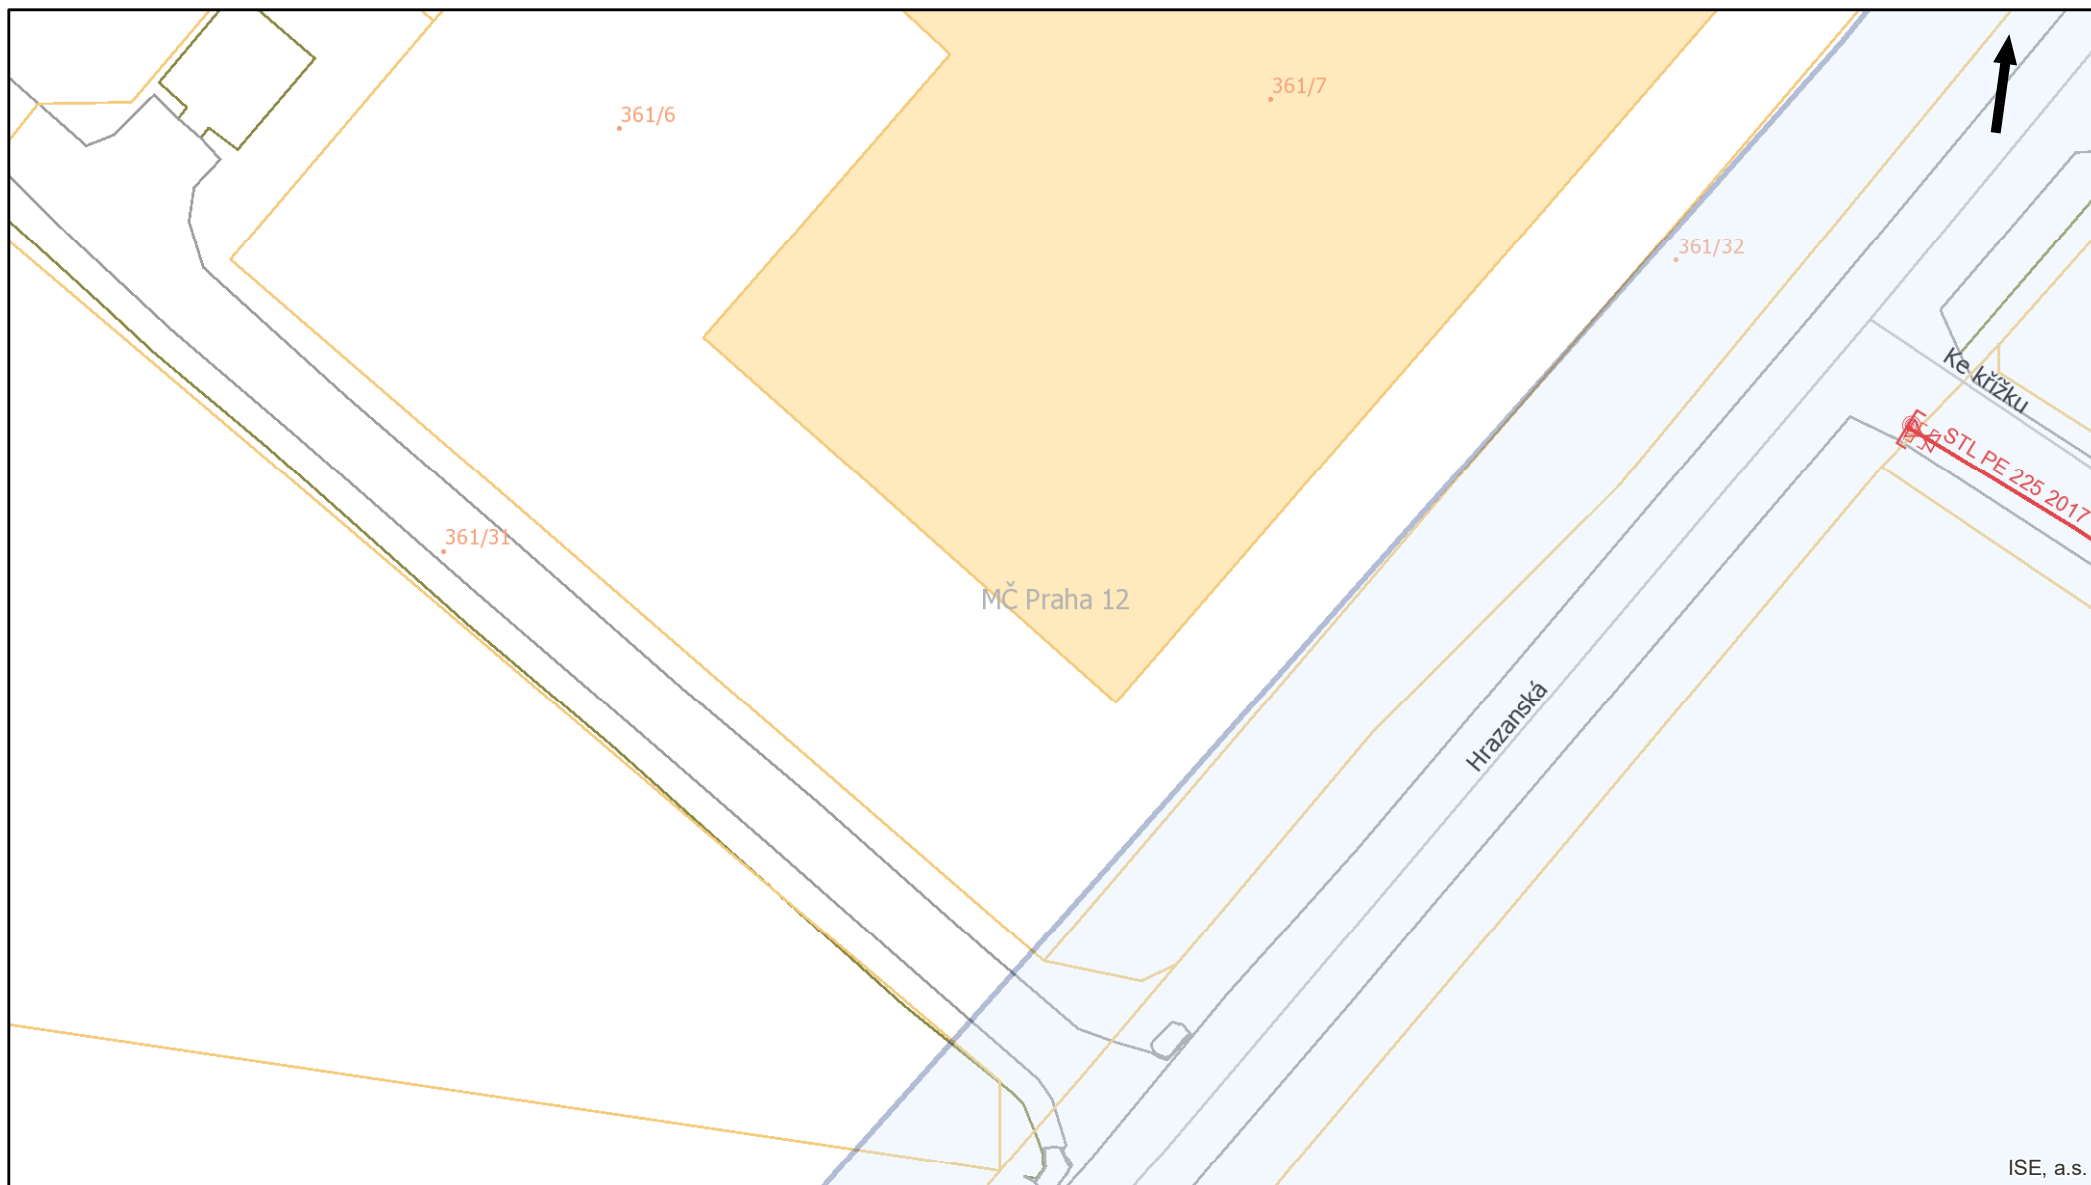 361/7
361/6
361/32
Ke křížku
STL PE 225 2017
361/31
MČ Praha 12
Hrazanská
ISE, a.s.